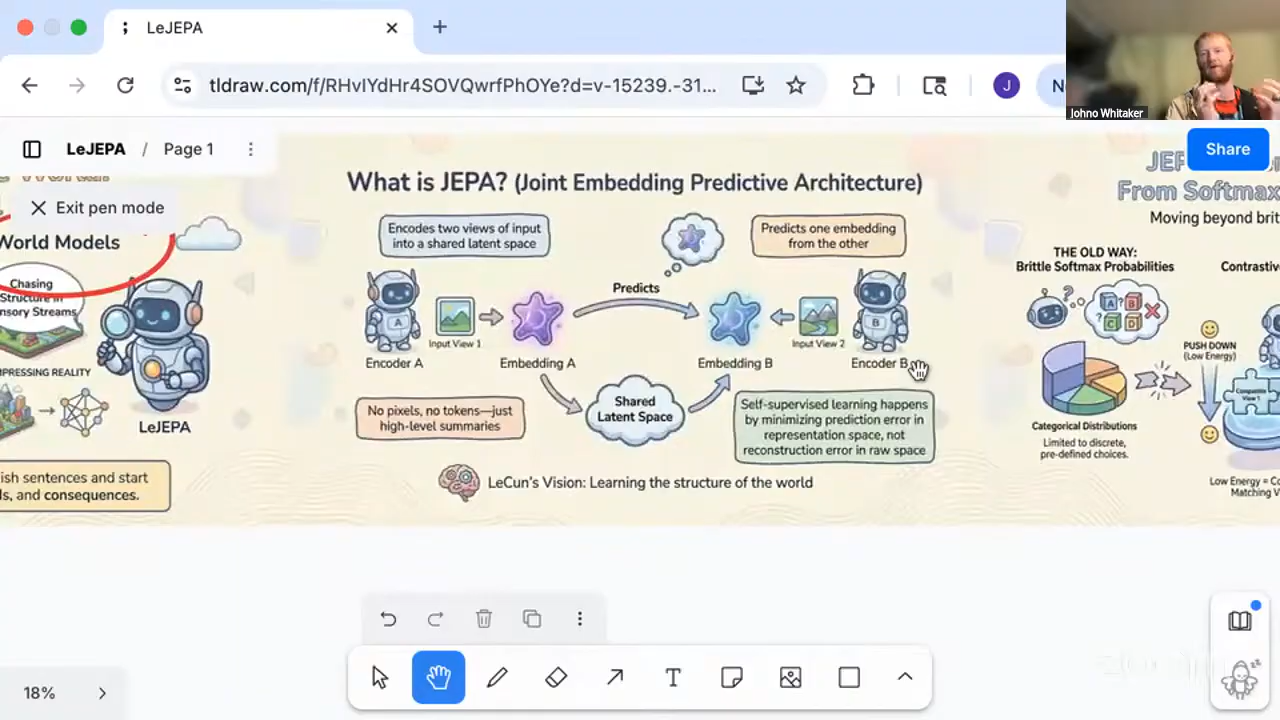 LeJEPA
tldraw.com/f/RHvIYdHr4SOVQwrfPhOYe?d=v-15239.-31...
J
Johno Whitaker
LeJEPA / Page 1
Share
Exit pen mode
World Models
Chasing
Structure in
Sensory Streams
MPRESSING REALITY
LeJEPA
ish sentences and start
ls, and consequences.
What is JEPA? (Joint Embedding Predictive Architecture)
Encodes two views of input
into a shared latent space
Predicts one embedding
from the other
Predicts
A
B
Input View 1
Input View 2
Encoder A
Embedding A
Embedding B
Encoder B
Shared
Latent Space
No pixels, no tokens—just
high-level summaries
Self-supervised learning happens
by minimizing prediction error in
representation space, not
reconstruction error in raw space
LeCun's Vision: Learning the structure of the world
From Softmax
Moving beyond brit
THE OLD WAY:
Brittle Softmax Probabilities
Contrastiv
A B
C D
PUSH DOWN
(Low Energy)
Categorical Distributions
Limited to discrete,
pre-defined choices.
Low Energy = Co
Matching V
18%
T